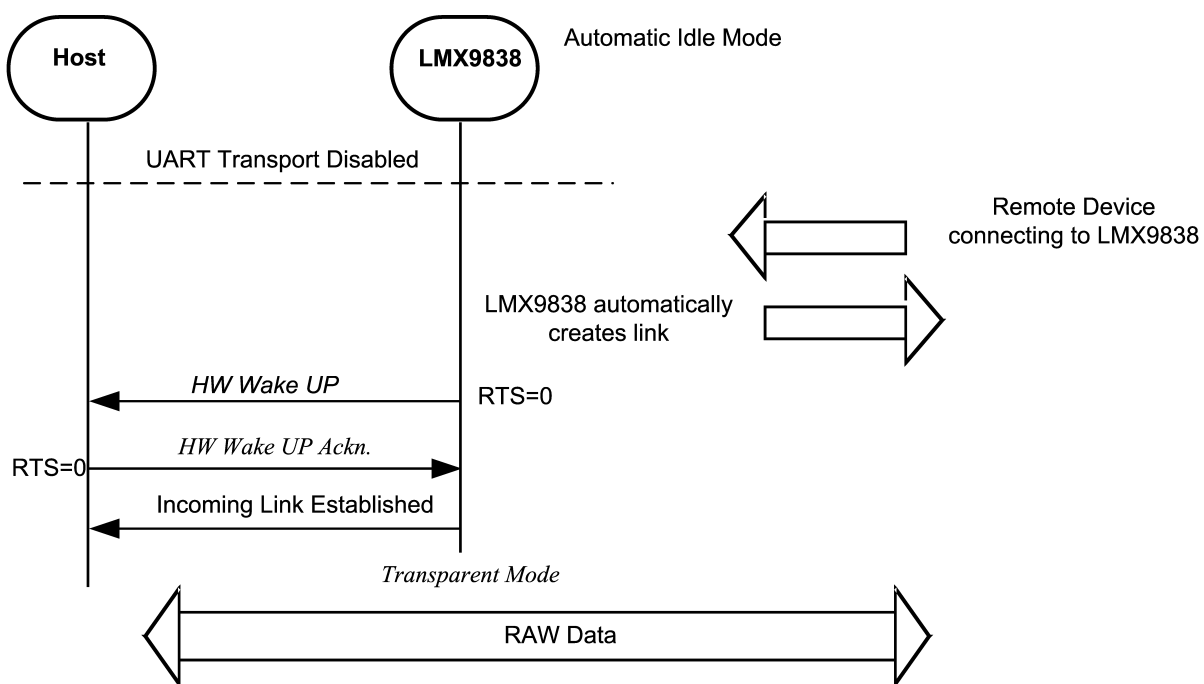 Host
LMX9838
Automatic Idle Mode
UART Transport Disabled
Remote Device
connecting to LMX9838
LMX9838 automatically
creates link
HW Wake UP
RTS=0
HW Wake UP Ackn.
RTS=0
Incoming Link Established
Transparent Mode
RAW Data